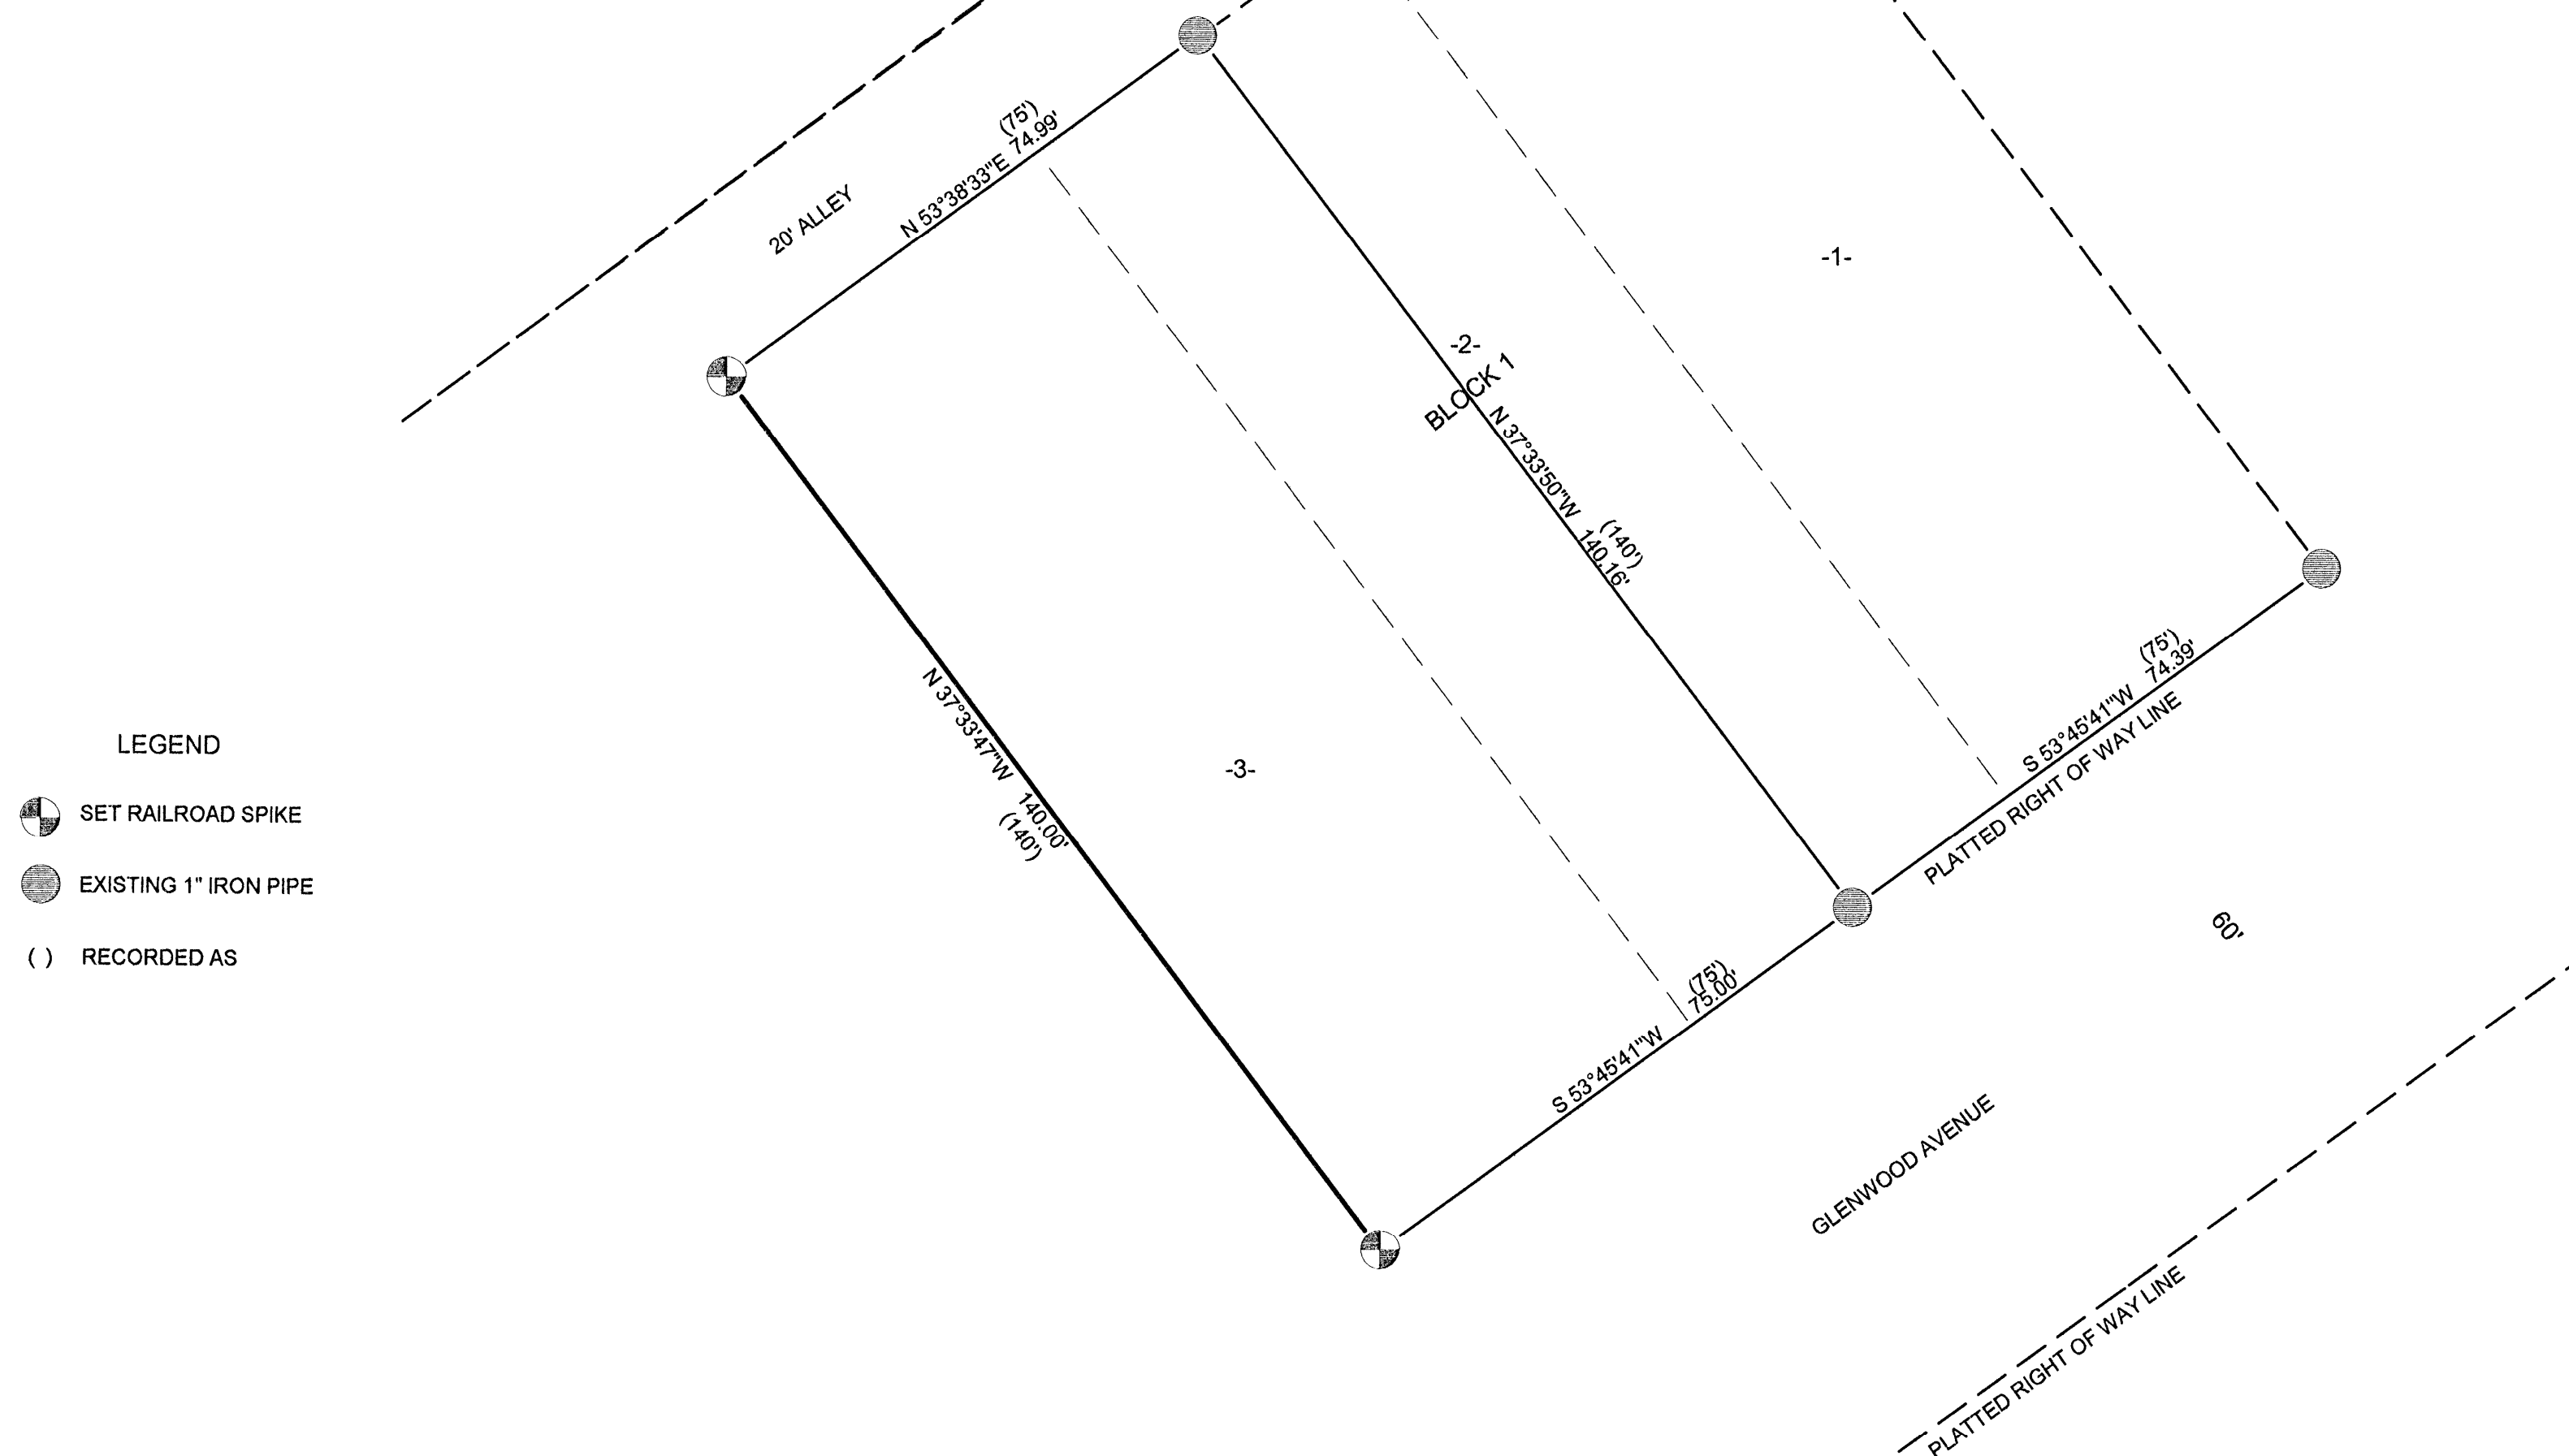 (75')
74.99'
N 53°38'33"E
20' ALLEY
-1-
-2-
BLOCK 1
N 37°33'50"W
(140')
140.16'
(75')
74.39'
S 53°45'41"W
PLATTED RIGHT OF WAY LINE
N 37°33'47"W
140.00'
(140')
-3-
LEGEND
SET RAILROAD SPIKE
EXISTING 1" IRON PIPE
( ) RECORDED AS
60'
(75')
75.00'
S 53°45'41"W
GLENWOOD AVENUE
PLATTED RIGHT OF WAY LINE